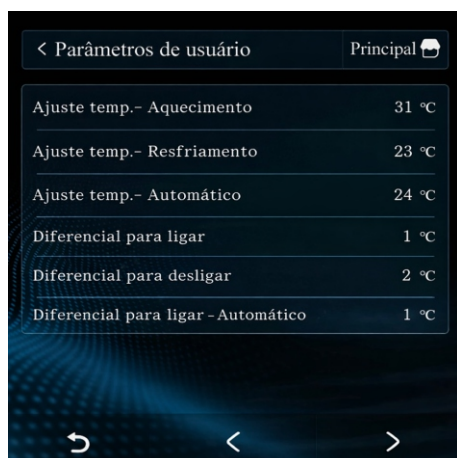 < Parâmetros de usuário Principal
Ajuste temp.- Aquecimento 31 °C
Ajuste temp.- Resfriamento 23 °C
Ajuste temp.- Automático 24 °C
Diferencial para ligar 1 °C
Diferencial para desligar 2 °C
Diferencial para ligar - Automático 1 °C